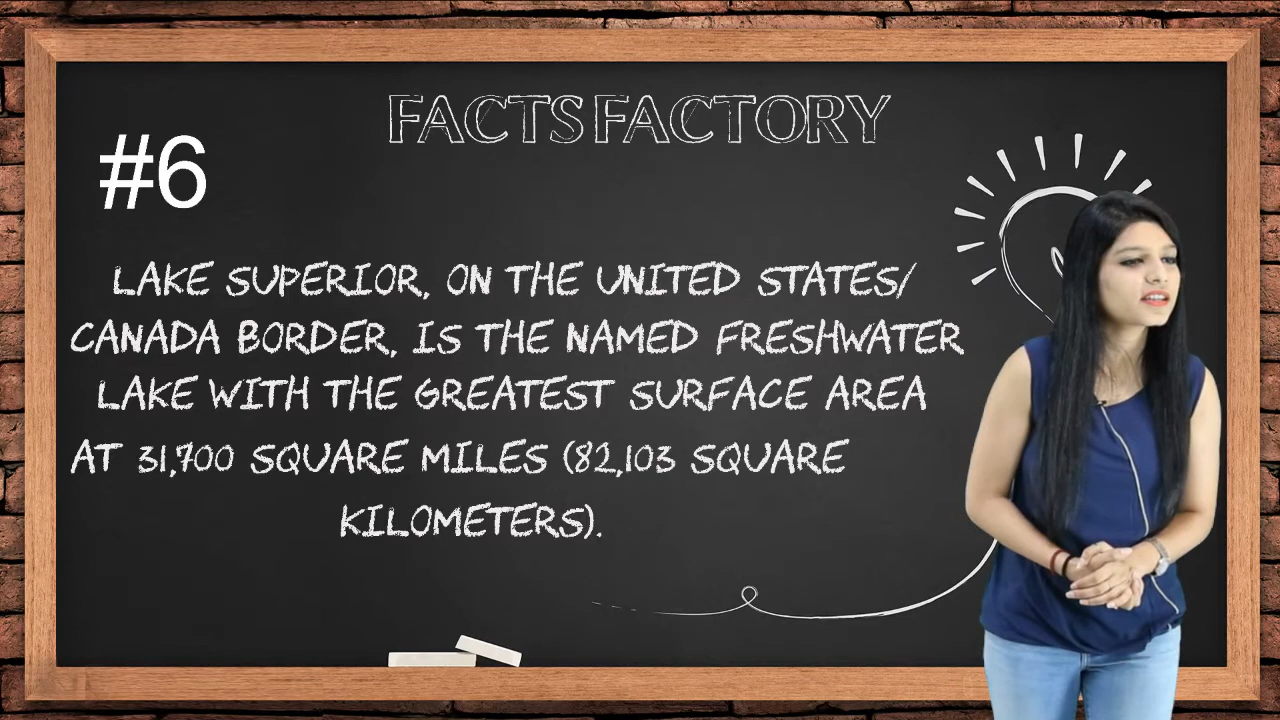 FACTS FACTORY
#6
LAKE SUPERIOR, ON THE UNITED STATES/
CANADA BORDER, IS THE NAMED FRESHWATER
LAKE WITH THE GREATEST SURFACE AREA
AT 31,700 SQUARE MILES (82,103 SQUARE
KILOMETERS).